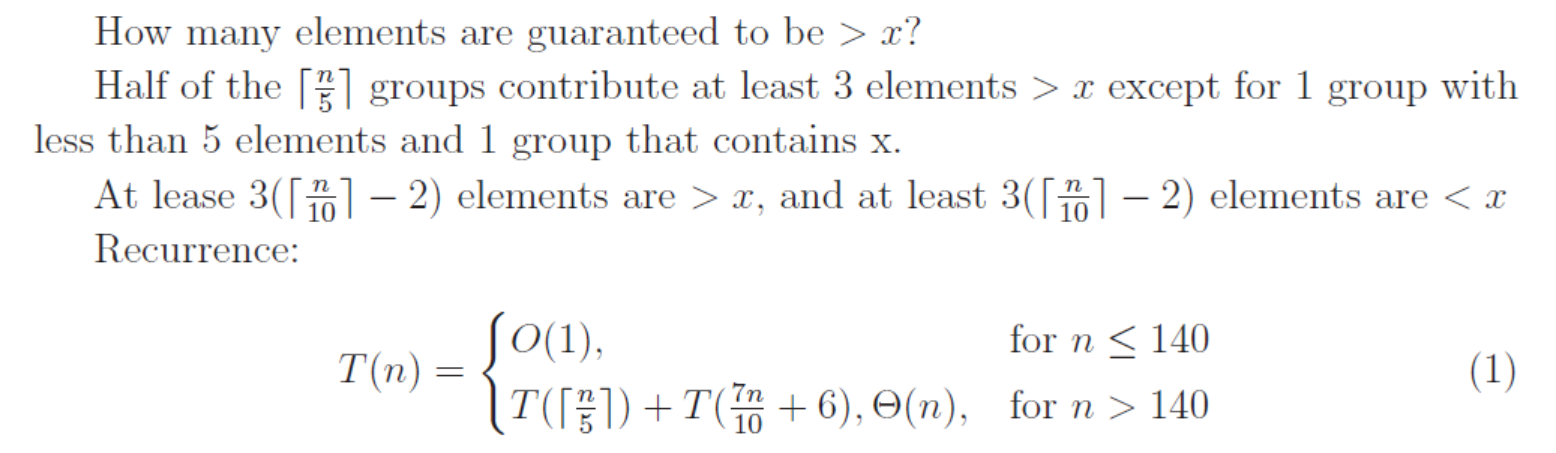 How many elements are guaranteed to be > x?
Half of the ⌈n/5⌉ groups contribute at least 3 elements > x except for 1 group with
less than 5 elements and 1 group that contains x.
At lease 3(⌈n/10⌉ − 2) elements are > x, and at least 3(⌈n/10⌉ − 2) elements are < x
Recurrence:
T(n) = { O(1), for n ≤ 140
T(⌈n/5⌉) + T(7n/10 + 6), Θ(n), for n > 140 (1)